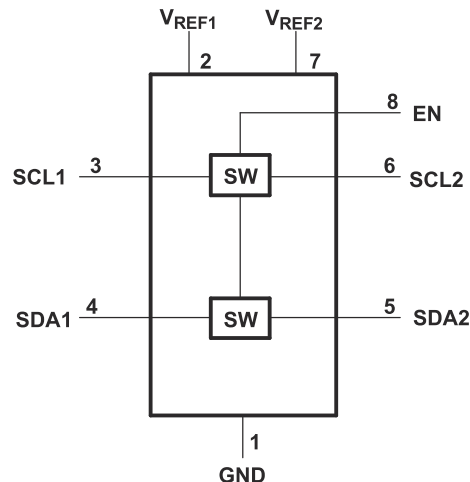 VREF1 VREF2
2 7
8 EN
SCL1 3 SW 6 SCL2
SDA1 4 SW 5 SDA2
1
GND